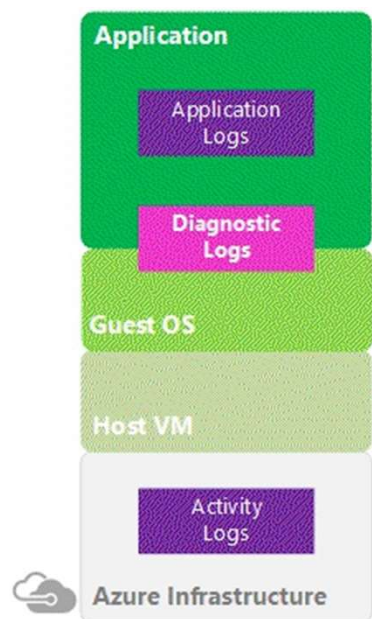 Application
Application
Logs
Diagnostic
Logs
Guest OS
Host VM
Activity
Logs
Azure Infrastructure